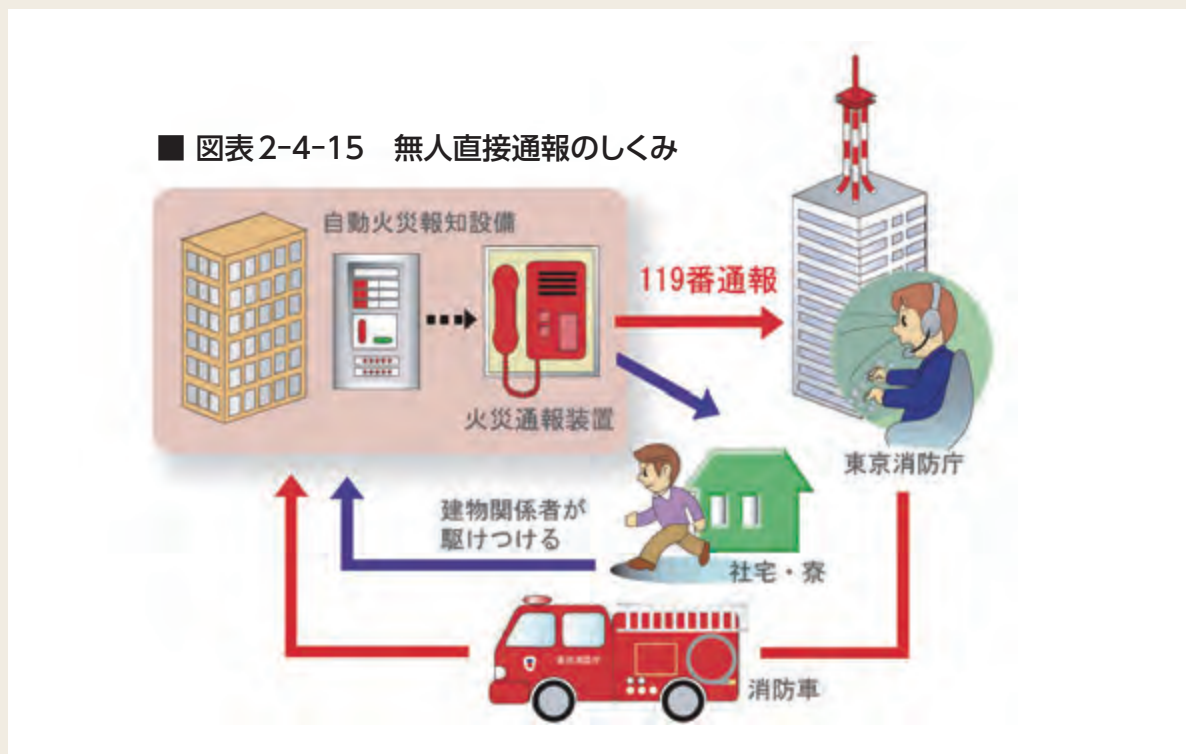 ■ 図表2-4-15 無人直接通報のしくみ
自動火災報知設備
119番通報
火災通報装置
東京消防庁
建物関係者が
駆けつける
社宅・寮
消防車